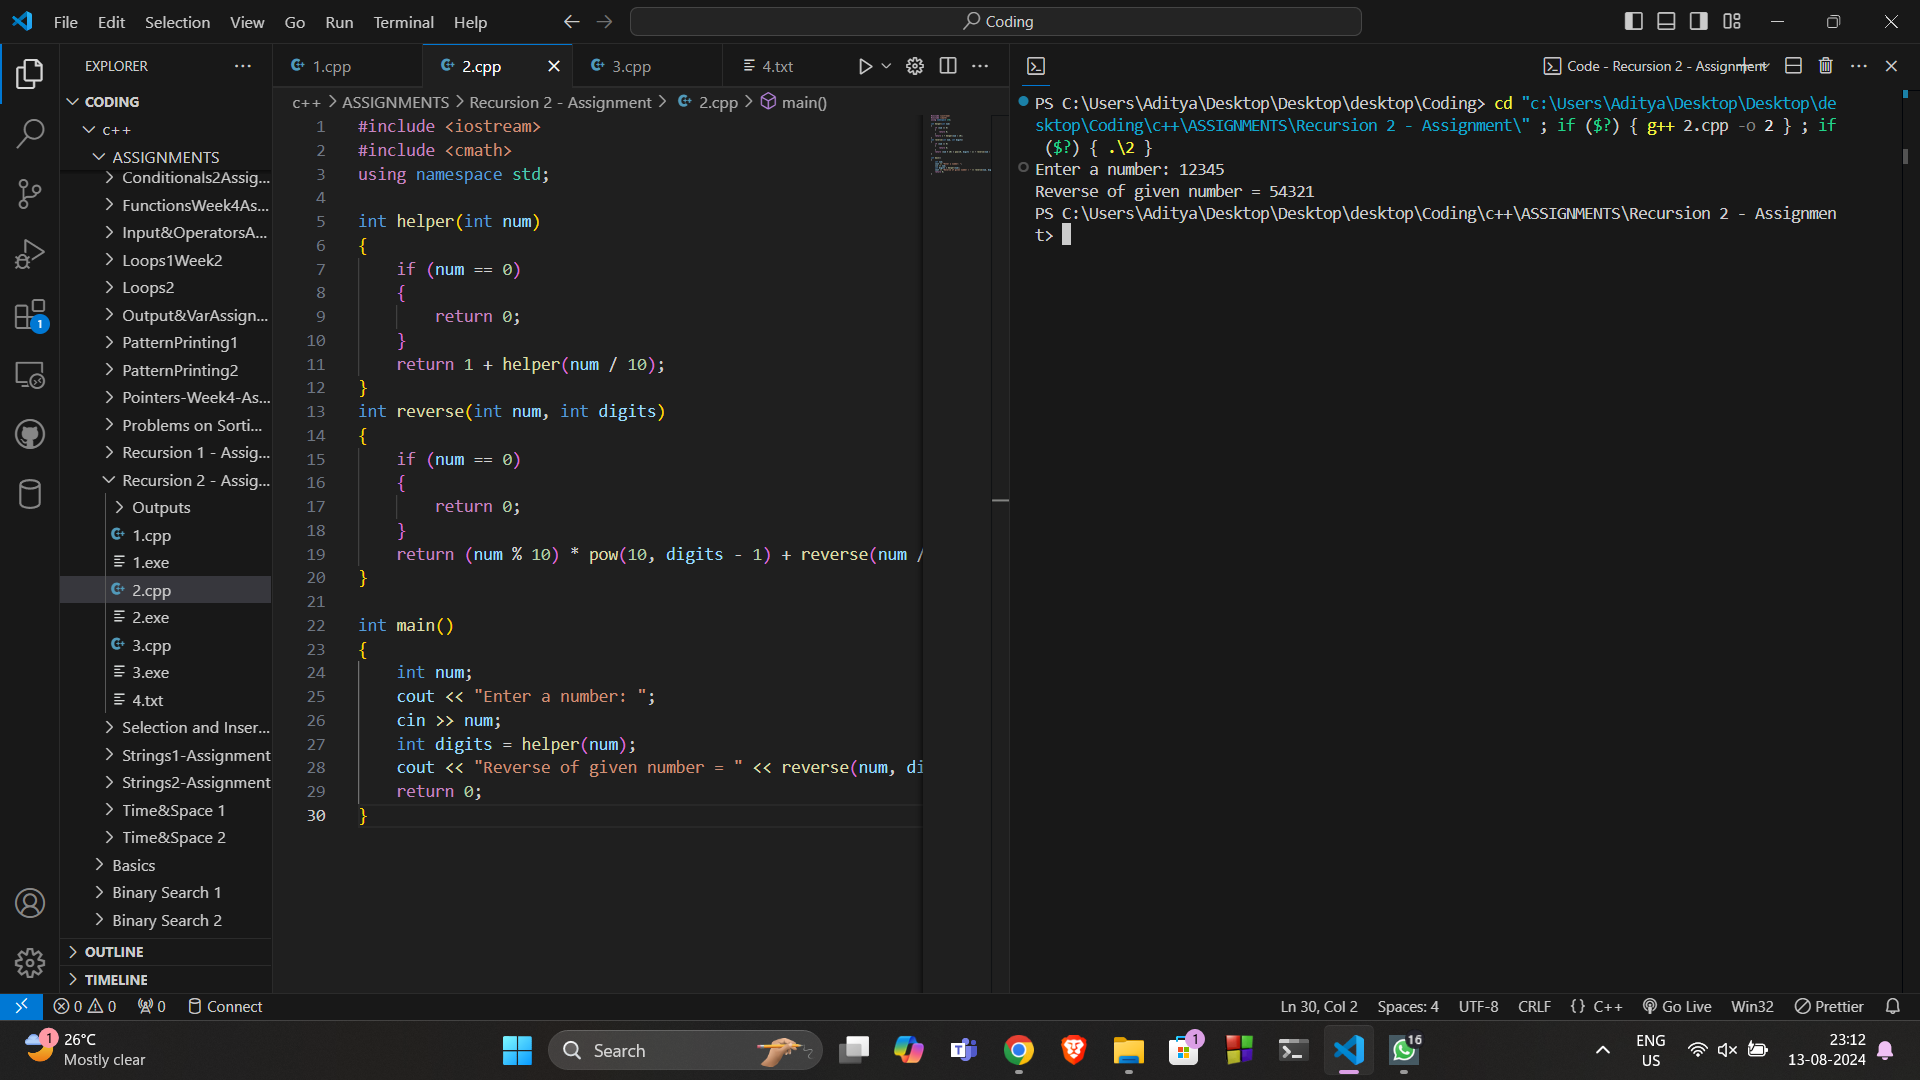 File Edit Selection View Go Run Terminal Help
Coding
EXPLORER
CODING
c++
ASSIGNMENTS
Conditionals2Assig...
FunctionsWeek4As...
Input&OperatorsA...
Loops1Week2
Loops2
Output&VarAssign...
PatternPrinting1
PatternPrinting2
Pointers-Week4-As...
Problems on Sorti...
Recursion 1 - Assig...
Recursion 2 - Assig...
Outputs
1.cpp
1.exe
2.cpp
2.exe
3.cpp
3.exe
4.txt
Selection and Inser...
Strings1-Assignment
Strings2-Assignment
Time&Space 1
Time&Space 2
Basics
Binary Search 1
Binary Search 2
OUTLINE
TIMELINE
1
1.cpp 2.cpp 3.cpp 4.txt
c++ > ASSIGNMENTS > Recursion 2 - Assignment > 2.cpp > main()
1 #include <iostream>
2 #include <cmath>
3 using namespace std;
4
5 int helper(int num)
6 {
7 if (num == 0)
8 {
9 return 0;
10 }
11 return 1 + helper(num / 10);
12 }
13 int reverse(int num, int digits)
14 {
15 if (num == 0)
16 {
17 return 0;
18 }
19 return (num % 10) * pow(10, digits - 1) + reverse(num /
20 }
21
22 int main()
23 {
24 int num;
25 cout << "Enter a number: ";
26 cin >> num;
27 int digits = helper(num);
28 cout << "Reverse of given number = " << reverse(num, di
29 return 0;
30 }
Code - Recursion 2 - Assignment
PS C:\Users\Aditya\Desktop\Desktop\desktop\Coding> cd "c:\Users\Aditya\Desktop\Desktop\de
sktop\Coding\c++\ASSIGNMENTS\Recursion 2 - Assignment\" ; if ($?) { g++ 2.cpp -o 2 } ; if
($?) { .\2 }
Enter a number: 12345
Reverse of given number = 54321
PS C:\Users\Aditya\Desktop\Desktop\desktop\Coding\c++\ASSIGNMENTS\Recursion 2 - Assignmen
t>
0 0 0 Connect
Ln 30, Col 2 Spaces: 4 UTF-8 CRLF {} C++ Go Live Win32 Prettier
1
26°C
Mostly clear
Search
1
16
ENG
US
23:12
13-08-2024